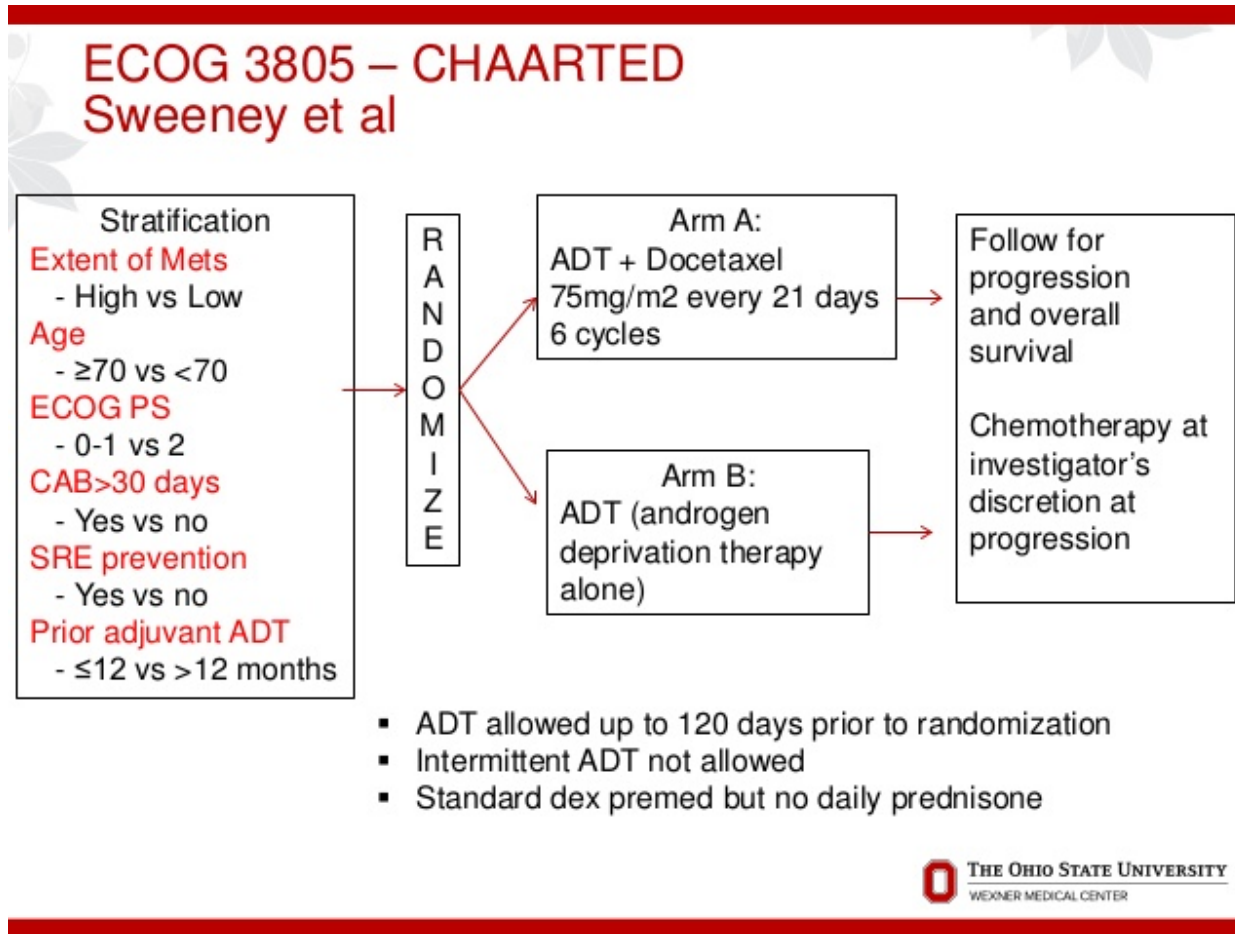 ECOG 3805 – CHAARTED
Sweeney et al
Stratification
Extent of Mets
- High vs Low
Age
- ≥70 vs <70
ECOG PS
- 0-1 vs 2
CAB>30 days
- Yes vs no
SRE prevention
- Yes vs no
Prior adjuvant ADT
- ≤12 vs >12 months
R
A
N
D
O
M
I
Z
E
Arm A:
ADT + Docetaxel
75mg/m2 every 21 days
6 cycles
Arm B:
ADT (androgen
deprivation therapy
alone)
Follow for
progression
and overall
survival
Chemotherapy at
investigator's
discretion at
progression
▪ ADT allowed up to 120 days prior to randomization
▪ Intermittent ADT not allowed
▪ Standard dex premed but no daily prednisone
THE OHIO STATE UNIVERSITY
WEXNER MEDICAL CENTER